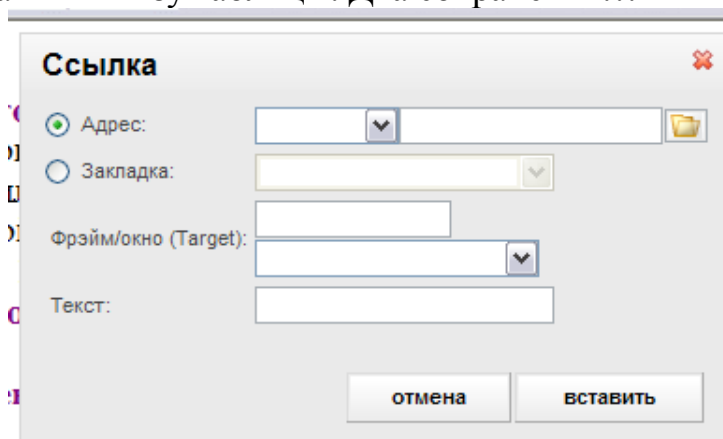 Ссылка
Адрес:
Закладка:
Фрэйм/окно (Target):
Текст:
отмена вставить